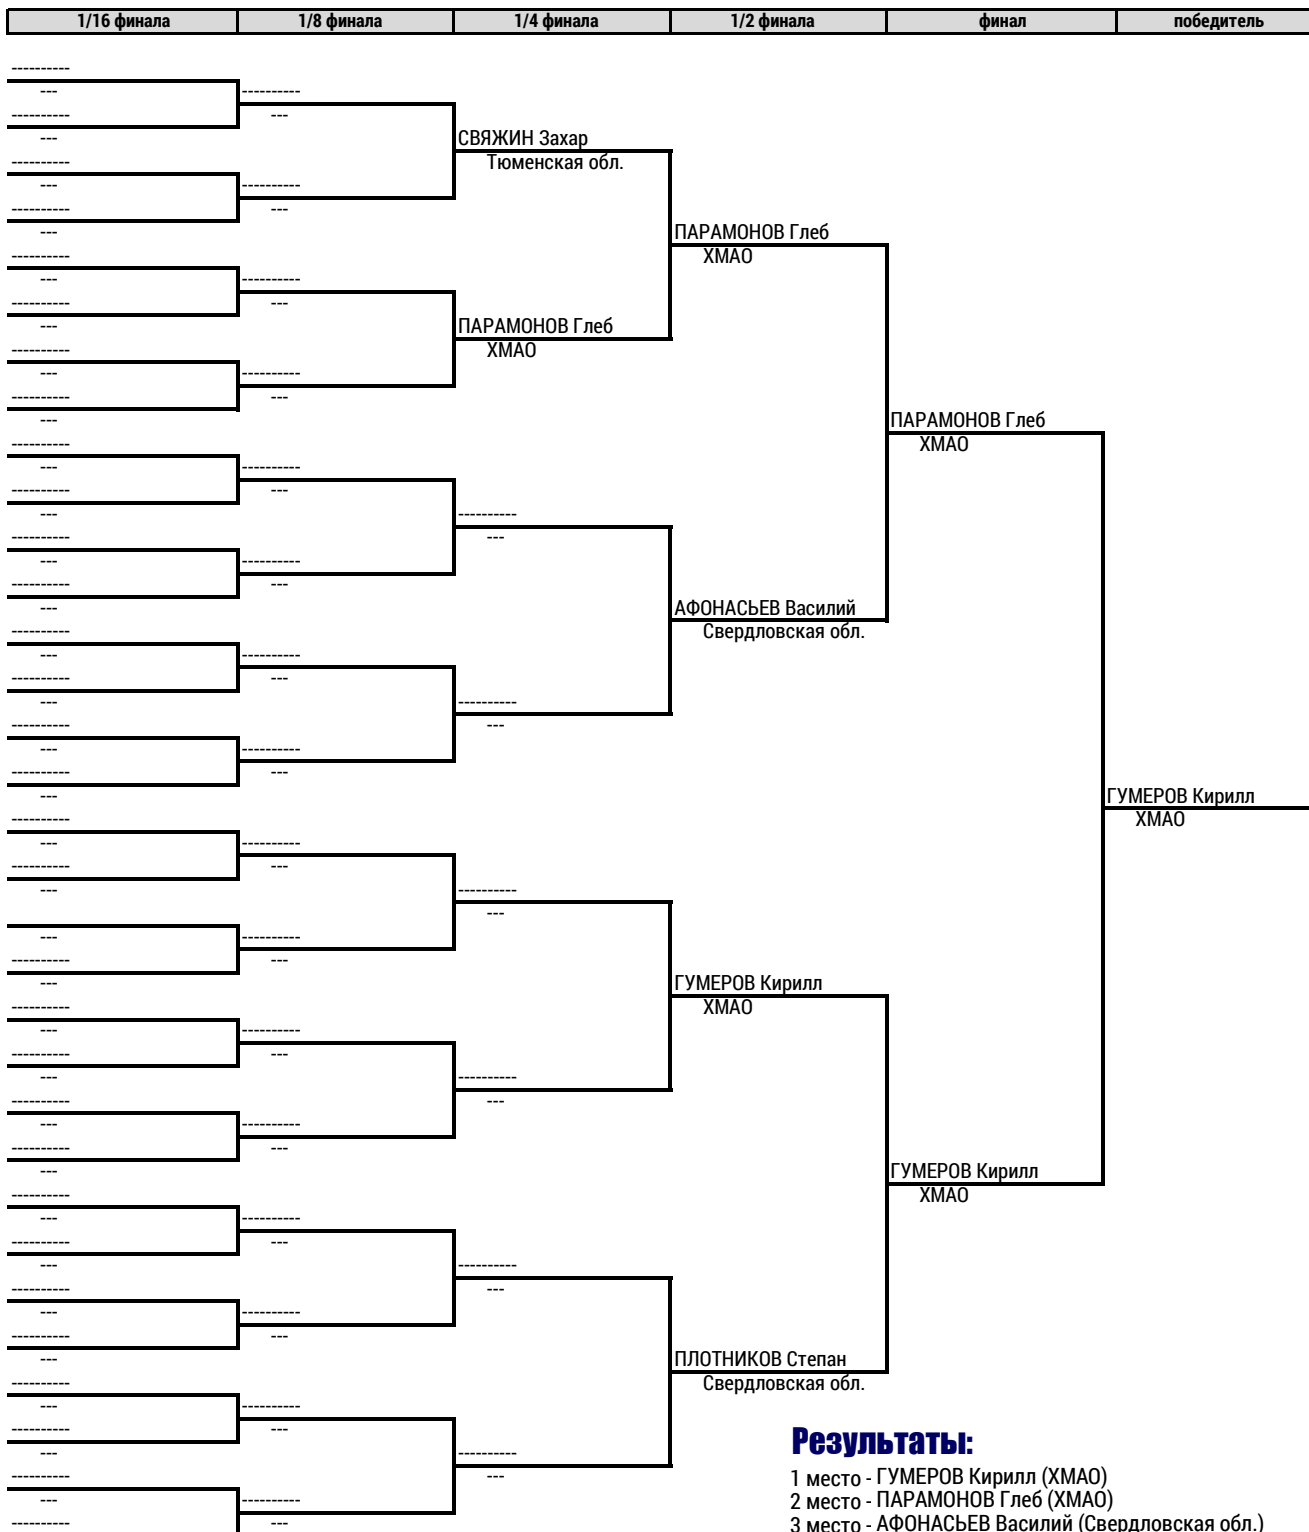 1/16 финала 1/8 финала 1/4 финала 1/2 финала финал победитель
----------
--- ----------
---------- ---
--- СВЯЖИН Захар
---------- Тюменская обл.
--- ----------
---------- ---
--- ПАРАМОНОВ Глеб
---------- ХМАО
--- ----------
---------- ---
--- ПАРАМОНОВ Глеб
---------- ХМАО
--- ----------
---------- ---
--- ПАРАМОНОВ Глеб
---------- ХМАО
--- ----------
---------- ---
--- ----------
---------- ---
--- ----------
---------- ---
--- АФОНАСЬЕВ Василий
---------- Свердловская обл.
--- ----------
---------- ---
--- ----------
---------- ---
--- ----------
---------- ---
--- ГУМЕРОВ Кирилл
---------- ХМАО
--- ----------
---------- ---
--- ----------
---
--- ----------
---------- ---
--- ГУМЕРОВ Кирилл
---------- ХМАО
--- ----------
---------- ---
--- ----------
---------- ---
--- ----------
---------- ---
--- ГУМЕРОВ Кирилл
---------- ХМАО
--- ----------
---------- ---
--- ----------
---------- ---
--- ----------
---------- ---
--- ПЛОТНИКОВ Степан
---------- Свердловская обл.
--- ----------
---------- ---
Результаты:
--- ----------
---------- ---
1 место - ГУМЕРОВ Кирилл (ХМАО)
--- ----------
2 место - ПАРАМОНОВ Глеб (ХМАО)
---------- ---
3 место - АФОНАСЬЕВ Василий (Свердловская обл.)